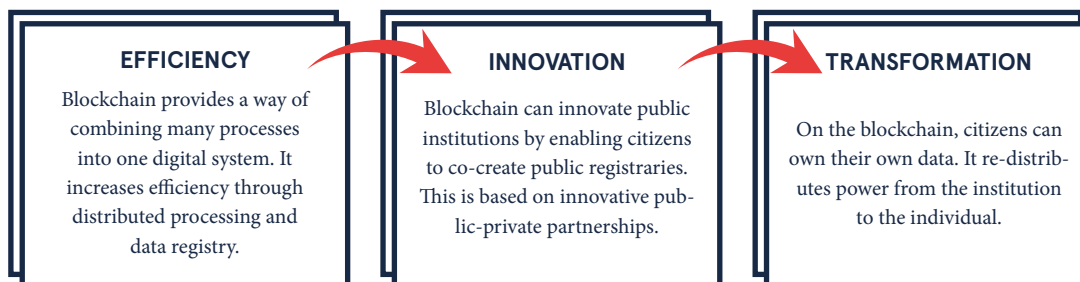 EFFICIENCY
Blockchain provides a way of
combining many processes
into one digital system. It
increases efficiency through
distributed processing and
data registry.
INNOVATION
Blockchain can innovate public
institutions by enabling citizens
to co-create public registraries.
This is based on innovative pub-
lic-private partnerships.
TRANSFORMATION
On the blockchain, citizens can
own their own data. It re-distrib-
utes power from the institution
to the individual.